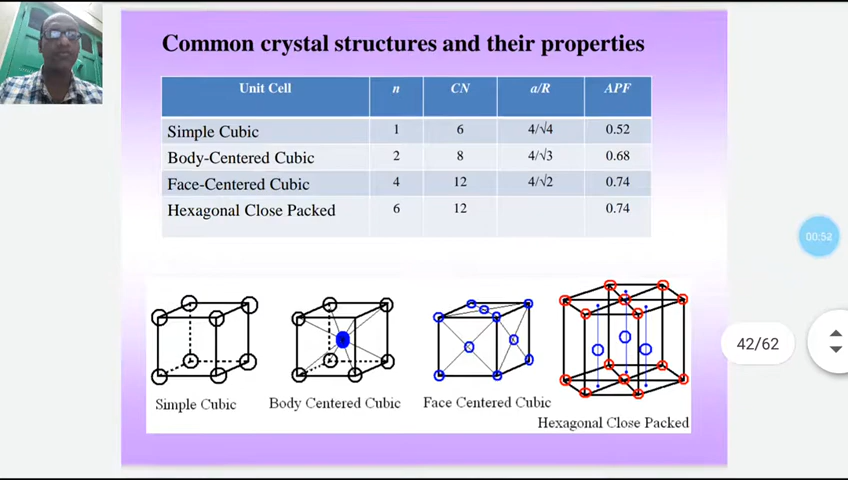 Common crystal structures and their properties
Unit Cell n CN a/R APF
Simple Cubic 1 6 4/√4 0.52
Body-Centered Cubic 2 8 4/√3 0.68
Face-Centered Cubic 4 12 4/√2 0.74
Hexagonal Close Packed 6 12 0.74
00:52
42/62
Simple Cubic
Body Centered Cubic
Face Centered Cubic
Hexagonal Close Packed